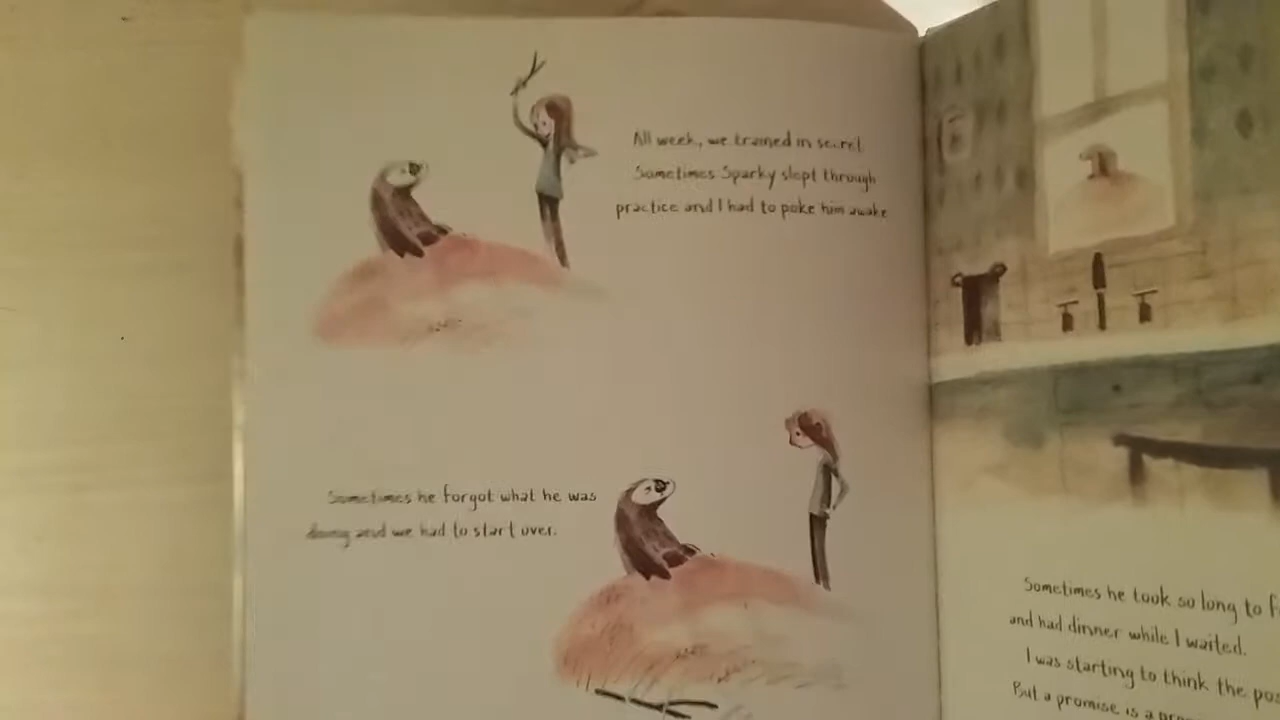 All week, we trained in secret.
Sometimes Sparky slept through
practice and I had to poke him awake
Sometimes he forgot what he was
doing and we had to start over.
Sometimes he took so long to
and had dinner while I waited.
I was starting to think the
But a promise is a